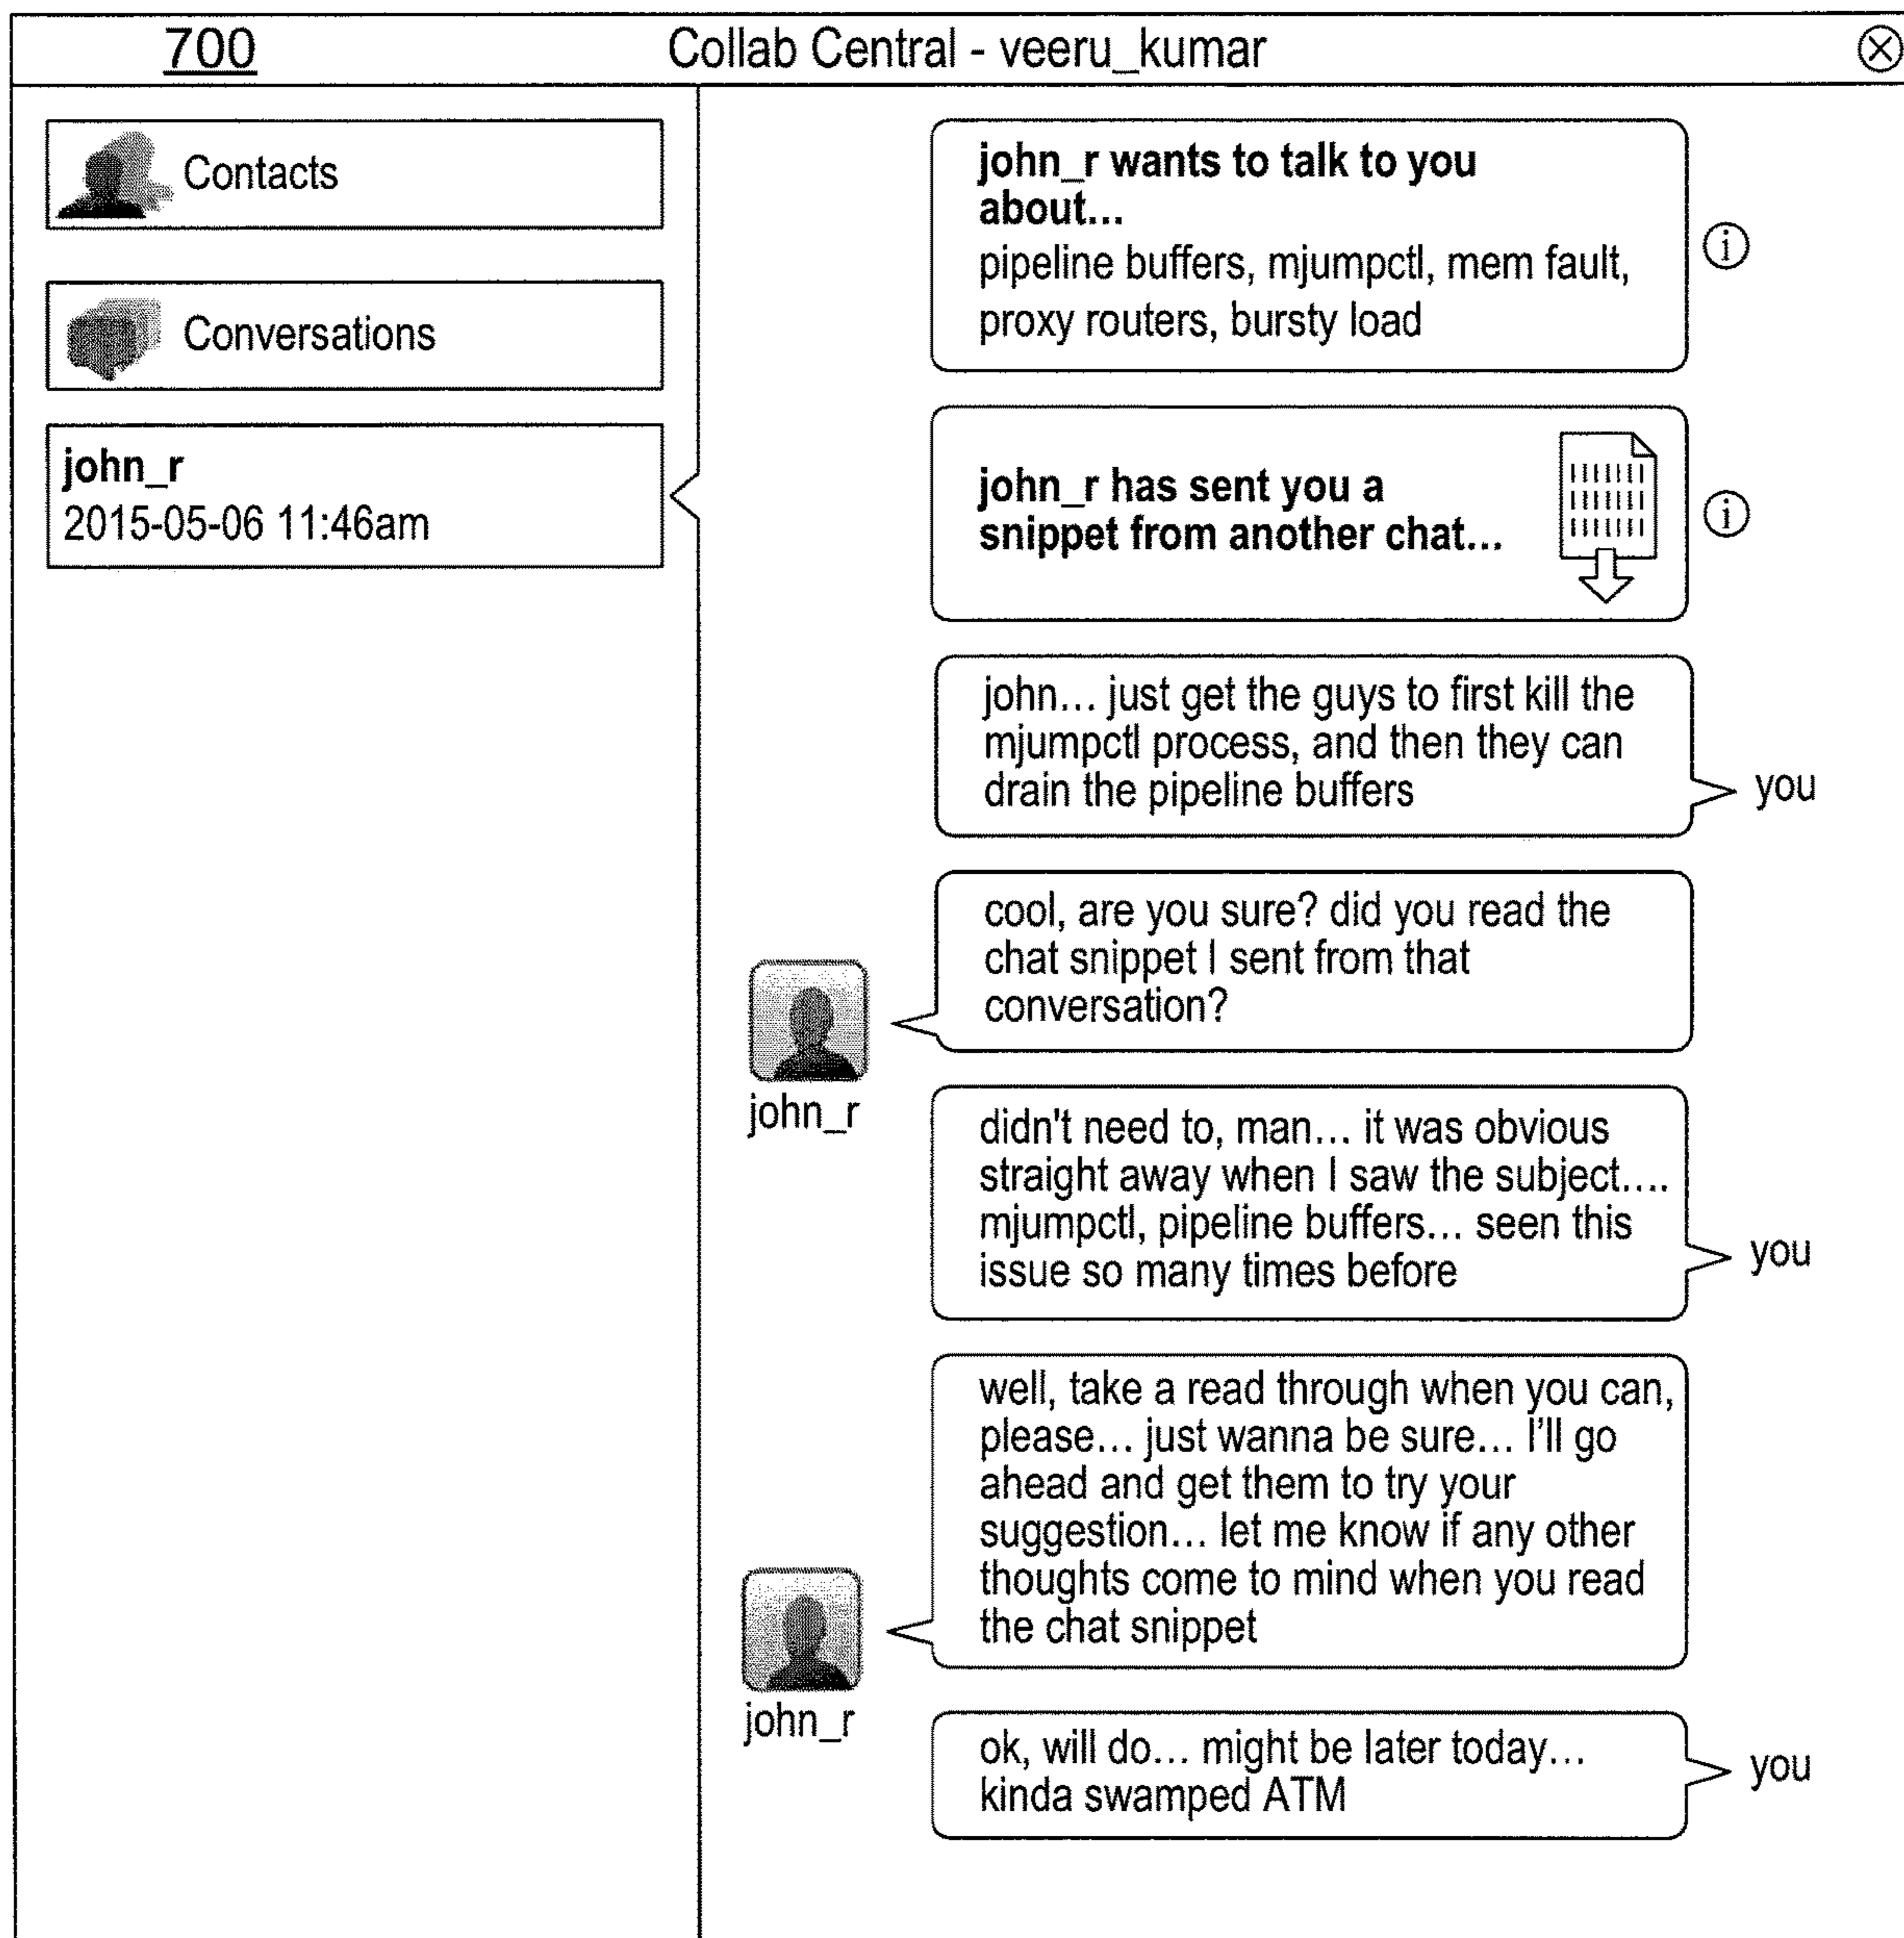 700
Collab Central - veeru_kumar
Contacts
Conversations
john_r
2015-05-06 11:46am
john_r wants to talk to you
about...
pipeline buffers, mjumpctl, mem fault,
proxy routers, bursty load
i
john_r has sent you a
snippet from another chat...
i
john... just get the guys to first kill the
mjumpctl process, and then they can
drain the pipeline buffers
you
cool, are you sure? did you read the
chat snippet I sent from that
conversation?
john_r
didn't need to, man... it was obvious
straight away when I saw the subject....
mjumpctl, pipeline buffers... seen this
issue so many times before
you
well, take a read through when you can,
please... just wanna be sure... I'll go
ahead and get them to try your
suggestion... let me know if any other
thoughts come to mind when you read
the chat snippet
john_r
ok, will do... might be later today...
kinda swamped ATM
you